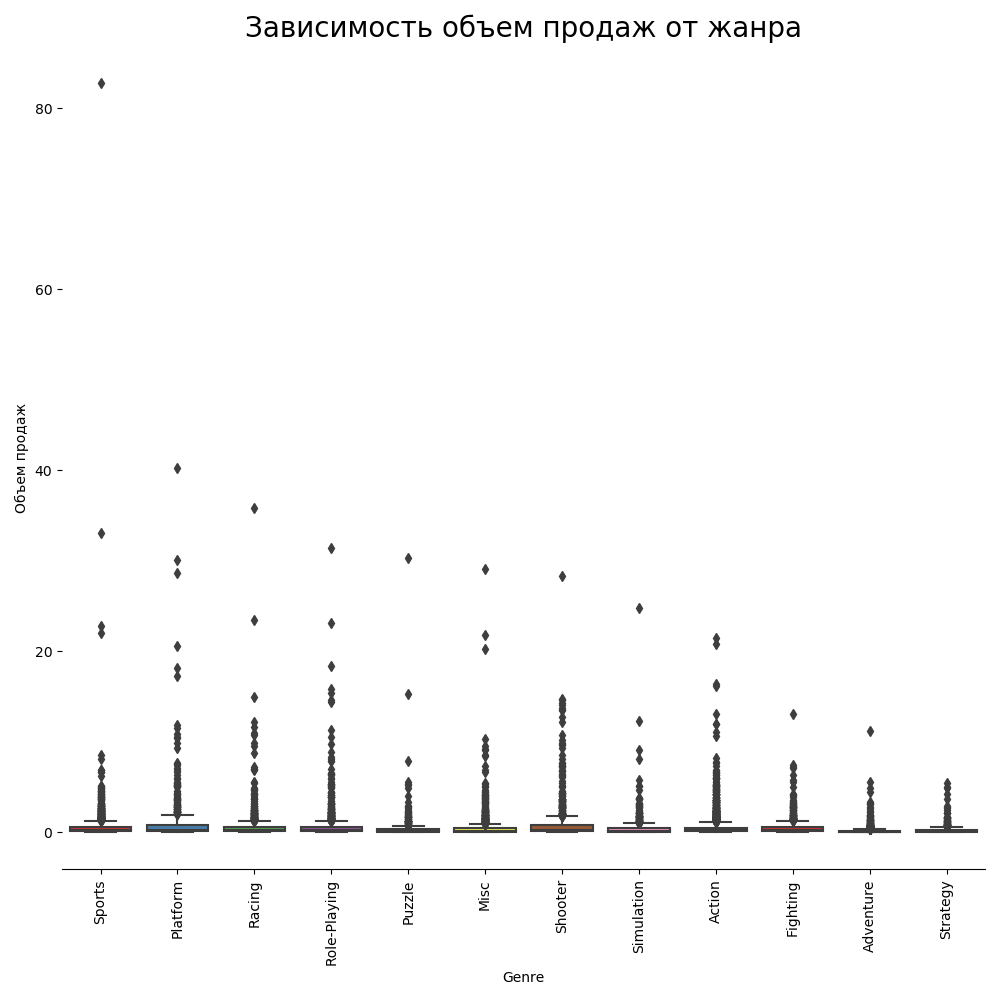 Зависимость объем продаж от жанра
80
60
40
20
0
Объем продаж
Sports
Platform
Racing
Role-Playing
Puzzle
Misc
Shooter
Simulation
Action
Fighting
Adventure
Strategy
Genre